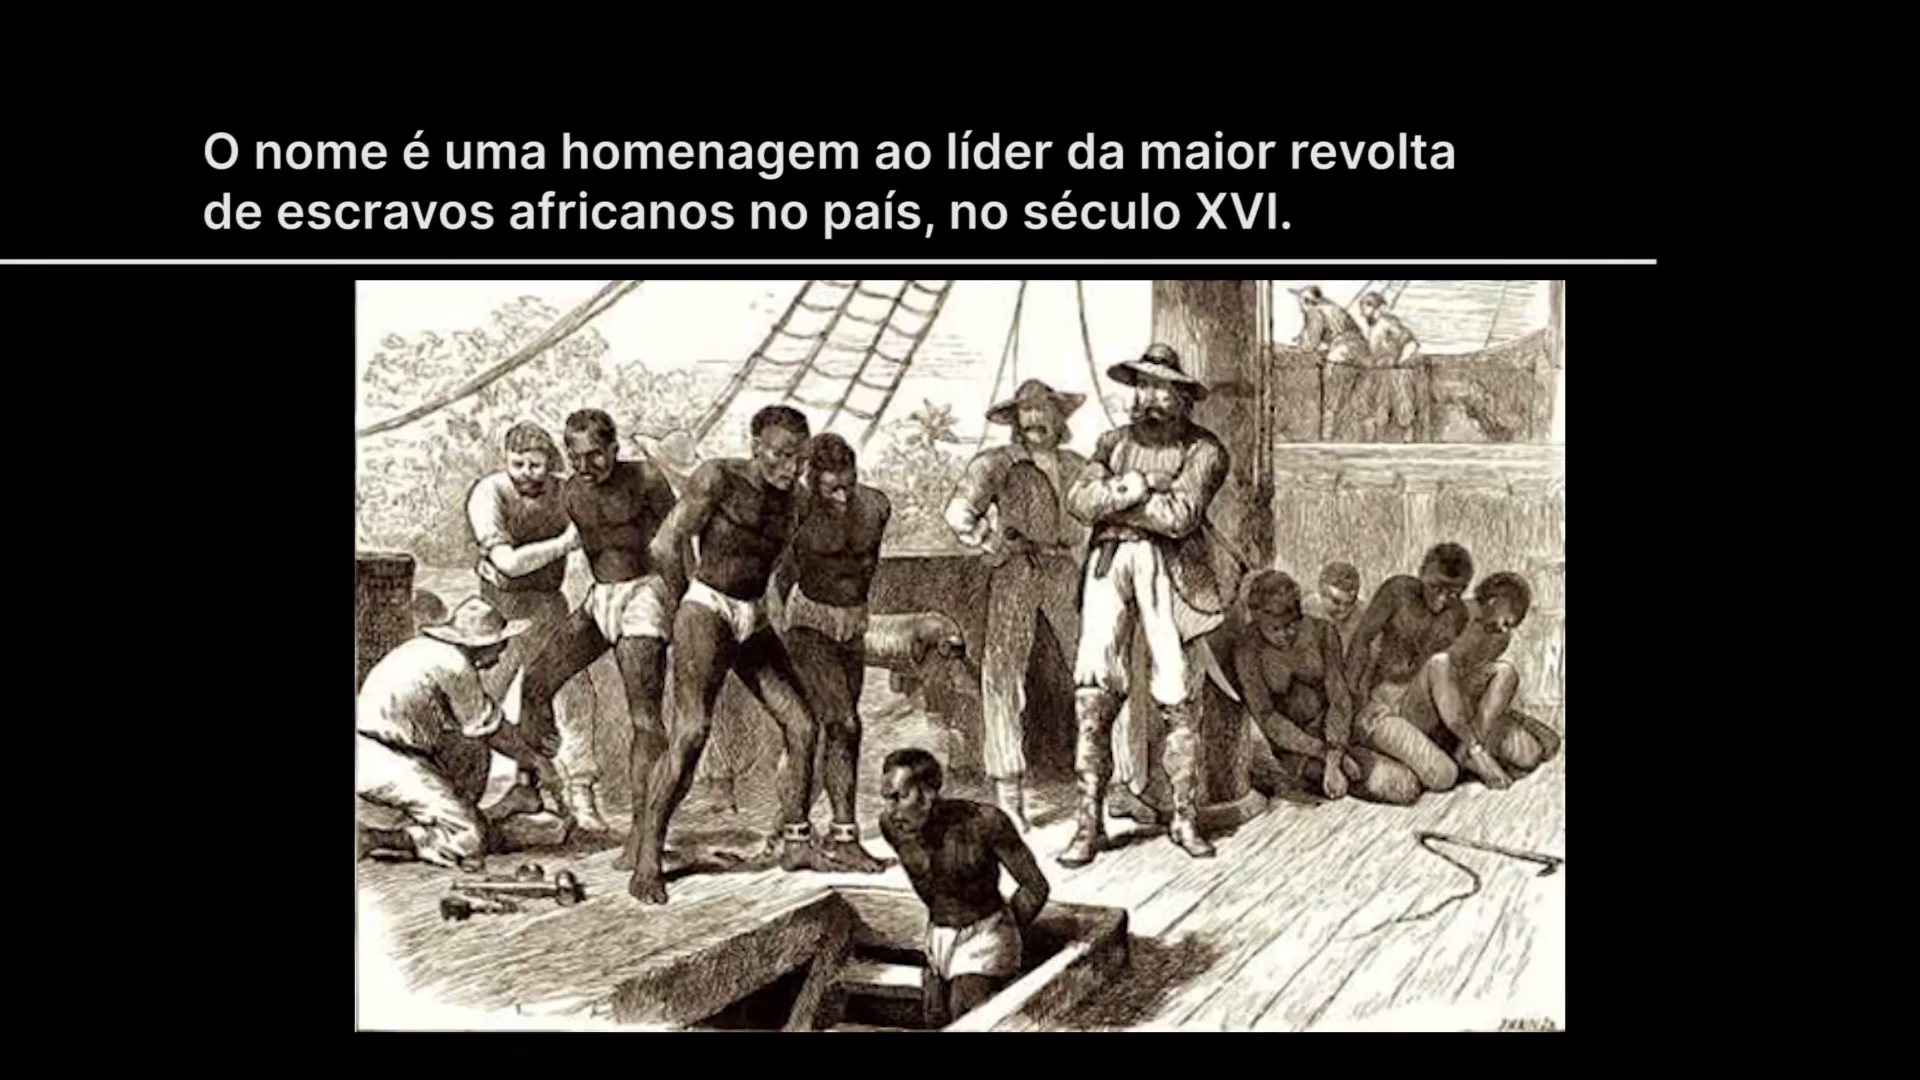 O nome é uma homenagem ao líder da maior revolta
de escravos africanos no país, no século XVI.